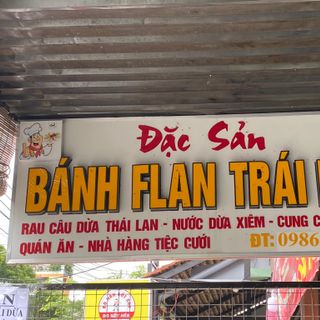 Đặc Sản
BÁNH FLAN TRÁI
RAU CÂU DỪA THÁI LAN - NƯỚC DỪA XIÊM - CUNG C
QUÁN ĂN - NHÀ HÀNG TIỆC CƯỚI
ĐT: 0986
N
I DỪA